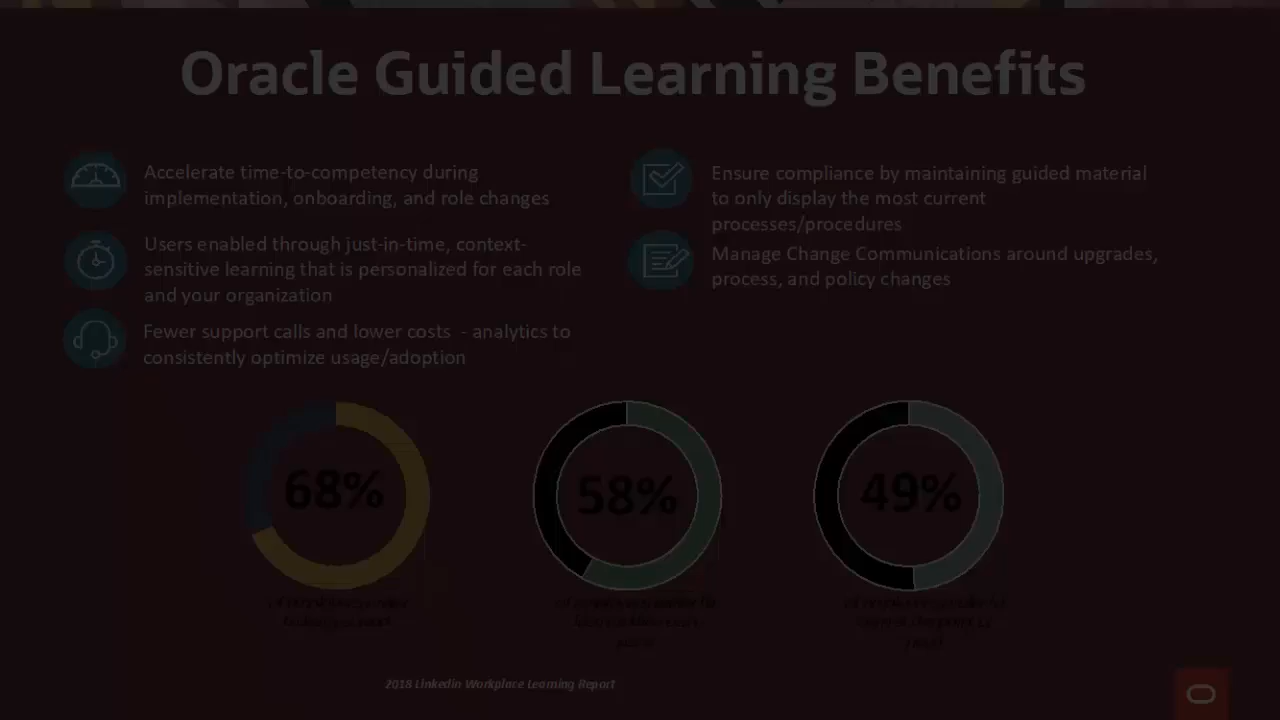 Oracle Guided Learning Benefits
Accelerate time-to-competency during
implementation, onboarding, and role changes
Users enabled through just-in-time, context-
sensitive learning that is personalized for each role
and your organization
Fewer support calls and lower costs - analytics to
consistently optimize usage/adoption
Ensure compliance by maintaining guided material
to only display the most current
processes/procedures
Manage Change Communications around upgrades,
process, and policy changes
68%
58%
49%
2018 Linkedin Workplace Learning Report